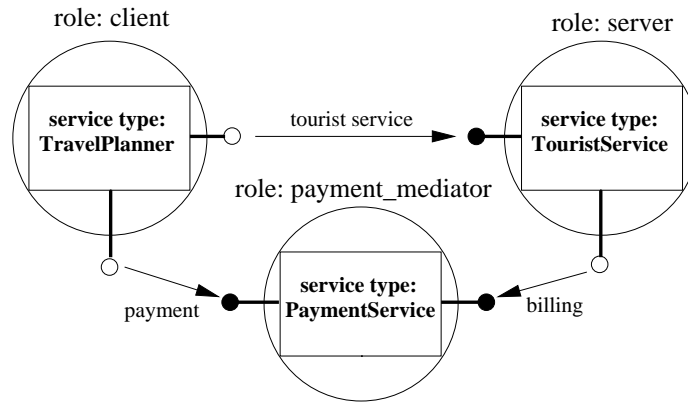 role: client
role: server
service type:
TravelPlanner
tourist service
service type:
TouristService
role: payment_mediator
service type:
PaymentService
payment
billing